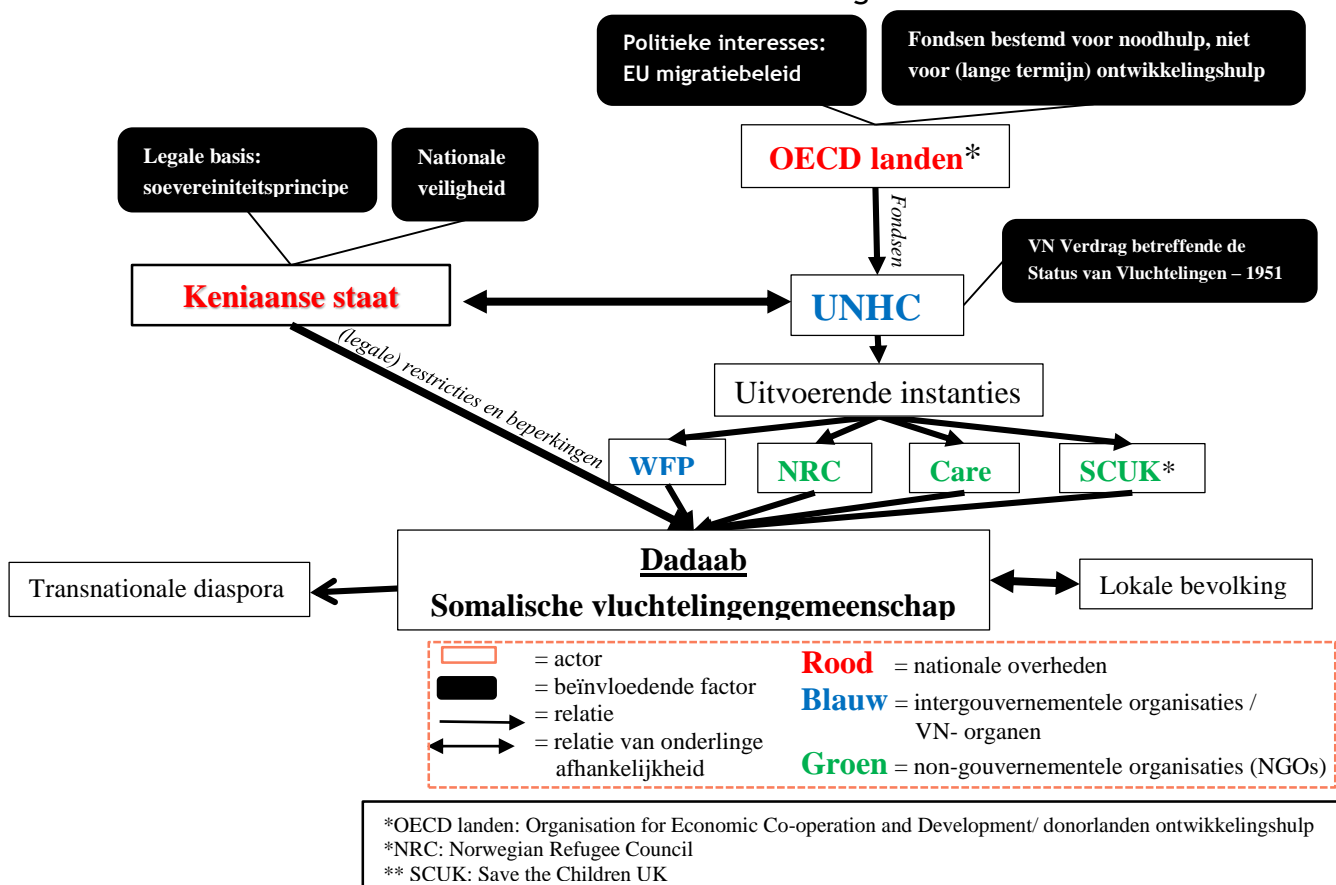 Politieke interesses:
EU migratiebeleid
Fondsen bestemd voor noodhulp, niet
voor (lange termijn) ontwikkelingshulp
Legale basis:
soevereiniteitsprincipe
Nationale
veiligheid
OECD landen*
Fondsen
VN Verdrag betreffende de
Status van Vluchtelingen – 1951
Keniaanse staat
UNHC
(legale) restricties en beperkingen
Uitvoerende instanties
WFP
NRC
Care
SCUK*
Dadaab
Somalische vluchtelingengemeenschap
Transnationale diaspora
Lokale bevolking
= actor
= beïnvloedende factor
= relatie
= relatie van onderlinge
afhankelijkheid
Rood = nationale overheden
Blauw = intergouvernementele organisaties /
VN- organen
Groen = non-gouvernementele organisaties (NGOs)
*OECD landen: Organisation for Economic Co-operation and Development/ donorlanden ontwikkelingshulp
*NRC: Norwegian Refugee Council
** SCUK: Save the Children UK